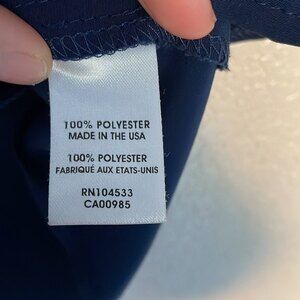 100% POLYESTER
MADE IN THE USA
100% POLYESTER
FABRIQUÉ AUX ETATS-UNIS
RN104533
CA00985